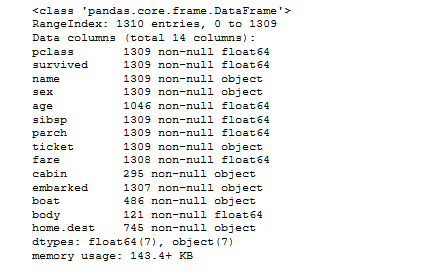 <class 'pandas.core.frame.DataFrame'>
RangeIndex: 1310 entries, 0 to 1309
Data columns (total 14 columns):
pclass       1309 non-null float64
survived     1309 non-null float64
name         1309 non-null object
sex          1309 non-null object
age          1046 non-null float64
sibsp        1309 non-null float64
parch        1309 non-null float64
ticket       1309 non-null object
fare         1308 non-null float64
cabin        295 non-null object
embarked     1307 non-null object
boat         486 non-null object
body         121 non-null float64
home.dest    745 non-null object
dtypes: float64(7), object(7)
memory usage: 143.4+ KB